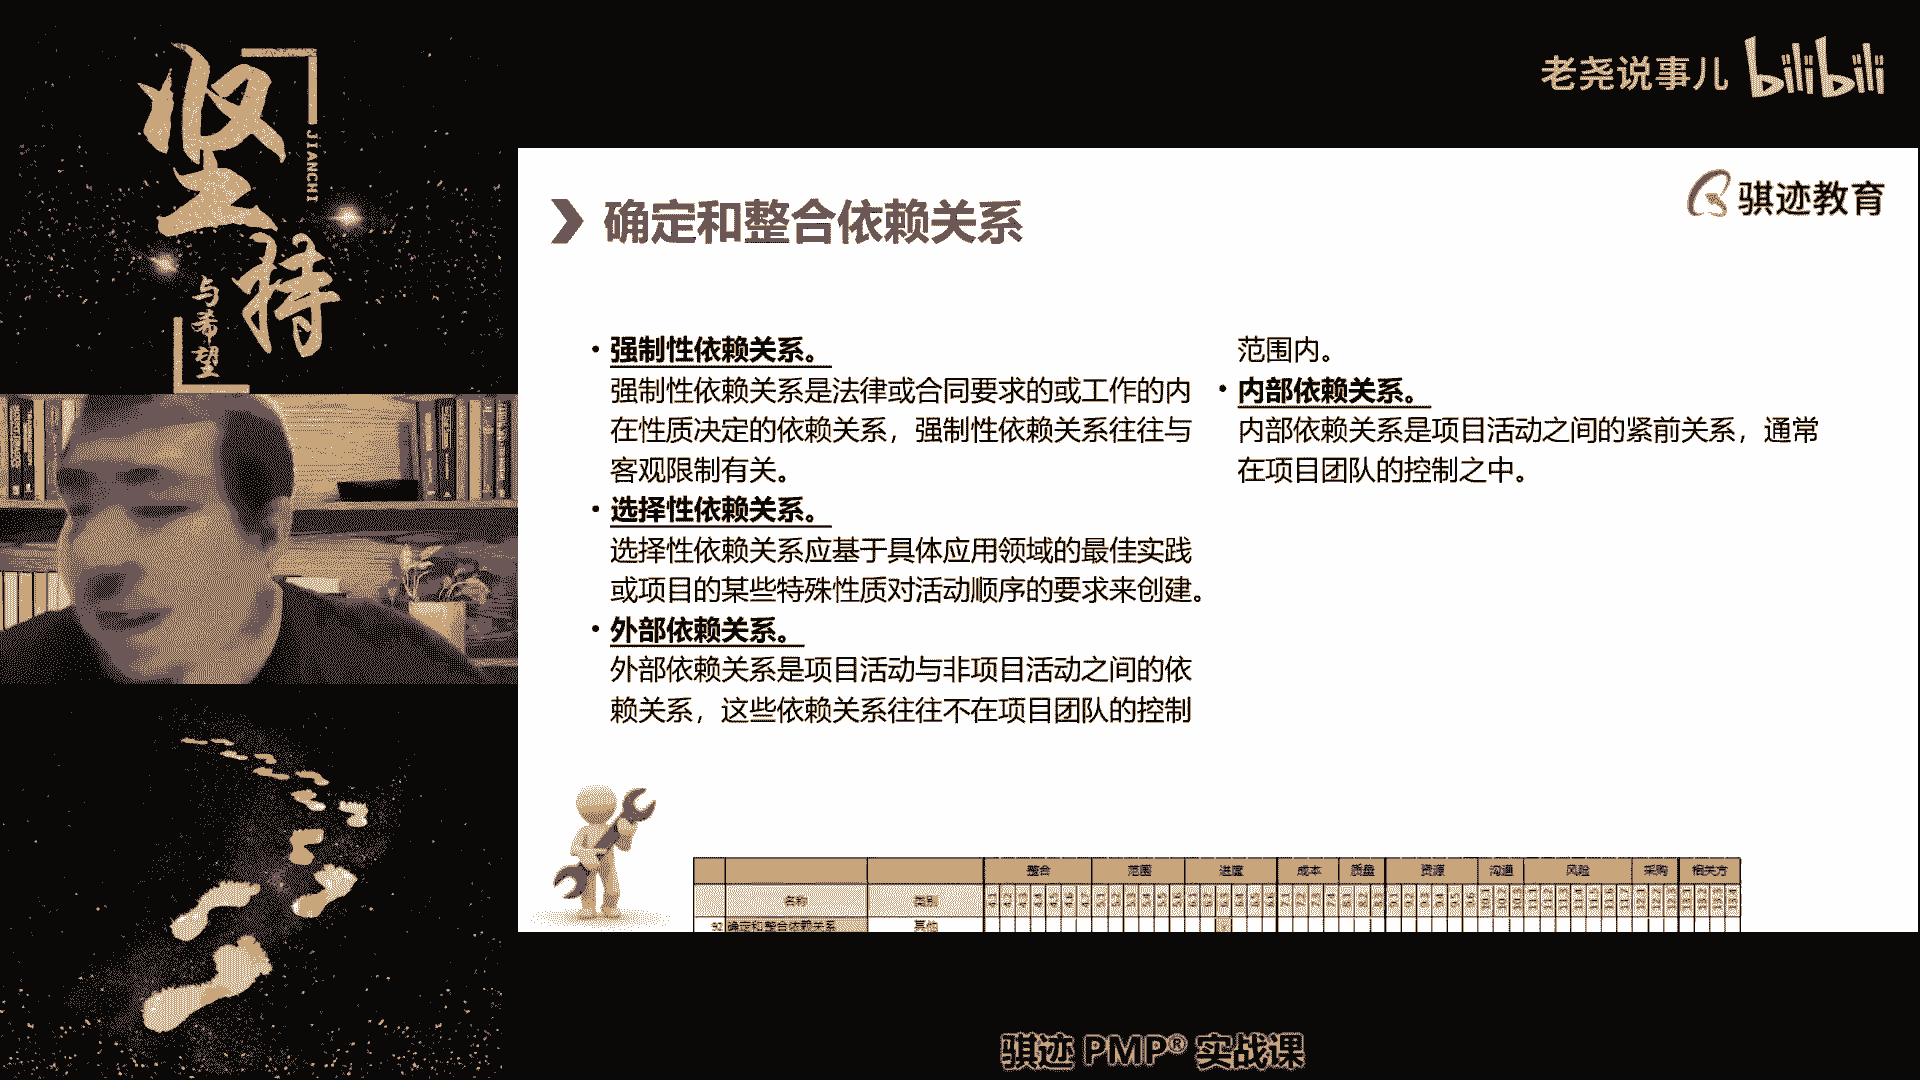 坚持
JIANCHI
与希望
老尧说事儿 bilibili
骐迹教育
确定和整合依赖关系
·强制性依赖关系。
强制性依赖关系是法律或合同要求的或工作的内
在性质决定的依赖关系，强制性依赖关系往往与
客观限制有关。
·选择性依赖关系。
选择性依赖关系应基于具体应用领域的最佳实践
或项目的某些特殊性质对活动顺序的要求来创建。
·外部依赖关系。
外部依赖关系是项目活动与非项目活动之间的依
赖关系，这些依赖关系往往不在项目团队的控制
范围内。
·内部依赖关系。
内部依赖关系是项目活动之间的紧前关系，通常
在项目团队的控制之中。
整合 范围 进度 成本 质量 资源 沟通 风险 采购 相关方
名称 类别
92 确定和整合依赖关系 其他
骐迹 PMP® 实战课